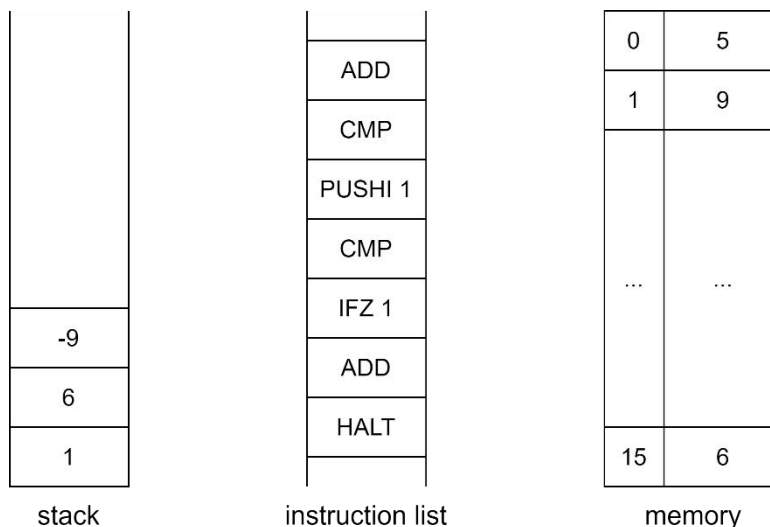 -9
6
1
stack
ADD
CMP
PUSHI 1
CMP
IFZ 1
ADD
HALT
instruction list
0 5
1 9
... ...
15 6
memory